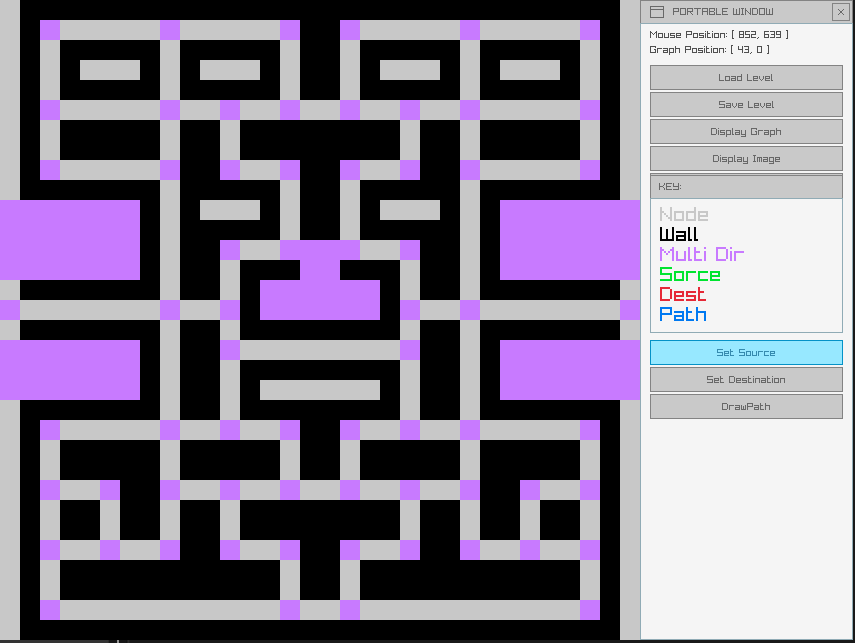 PORTABLE WINDOW
Mouse Position: [ 852, 639 ]
Graph Position: [ 43, 0 ]
Load Level
Save Level
Display Graph
Display Image
KEY:
Node
Wall
Multi Dir
Sorce
Dest
Path
Set Source
Set Destination
DrawPath